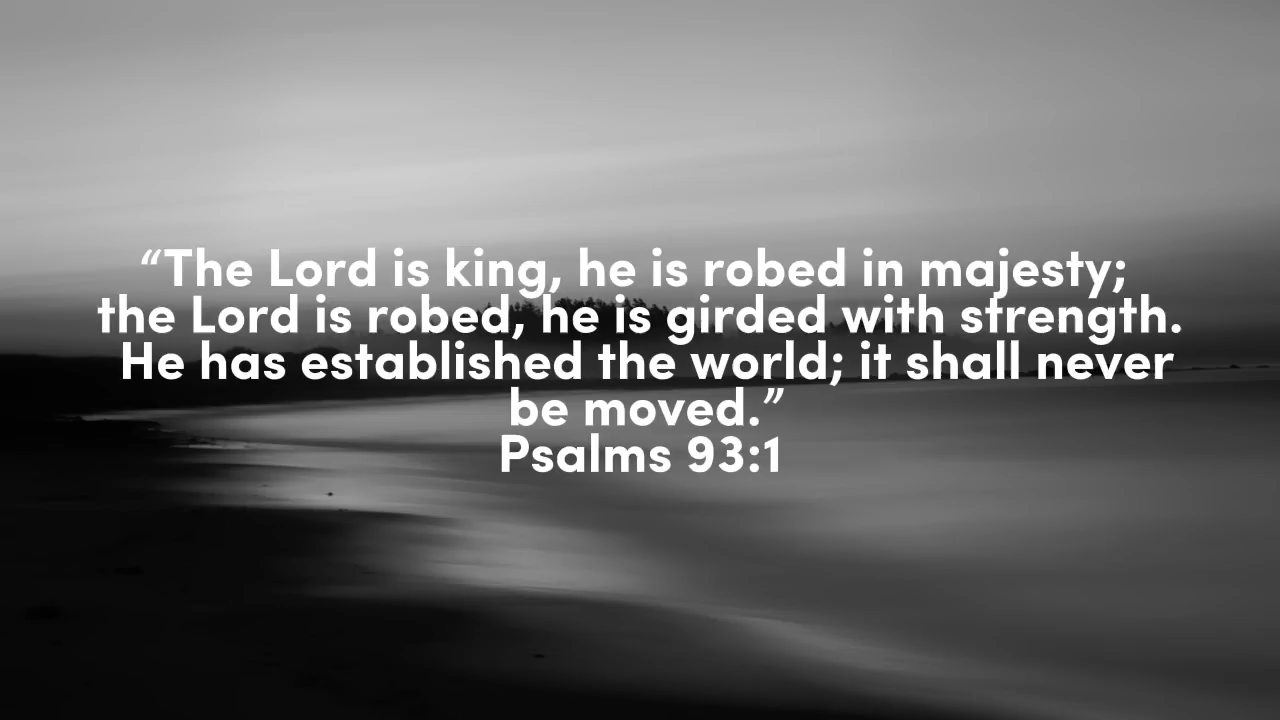 “The Lord is king, he is robed in majesty;
the Lord is robed, he is girded with strength.
He has established the world; it shall never
be moved.”
Psalms 93:1